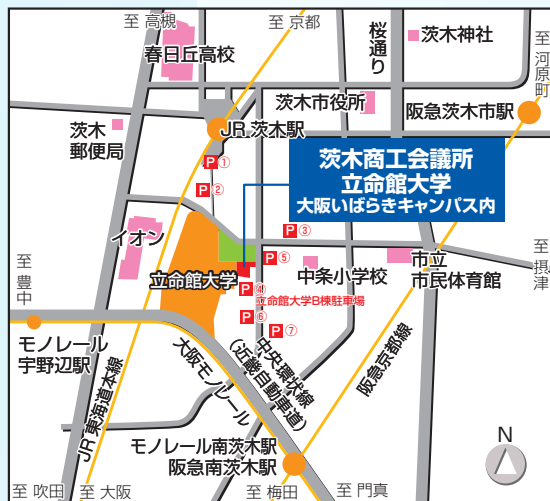 至 高槻
至 京都
桜通り
茨木神社
至 河原町
春日丘高校
茨木市役所
阪急茨木市駅
茨木
郵便局
JR 茨木駅
P①
P②
茨木商工会議所
立命館大学
大阪いばらきキャンパス内
イオン
P③
至 豊中
立命館大学
P⑤
中条小学校
市立
市民体育館
至 摂津
P④
立命館大学B棟駐車場
P⑥
P⑦
モノレール
宇野辺駅
JR 東海道本線
大阪モノレール
中央環状線
(近畿自動車道)
阪急京都線
モノレール南茨木駅
阪急南茨木駅
N
至 吹田
至 大阪
至 梅田
至 門真